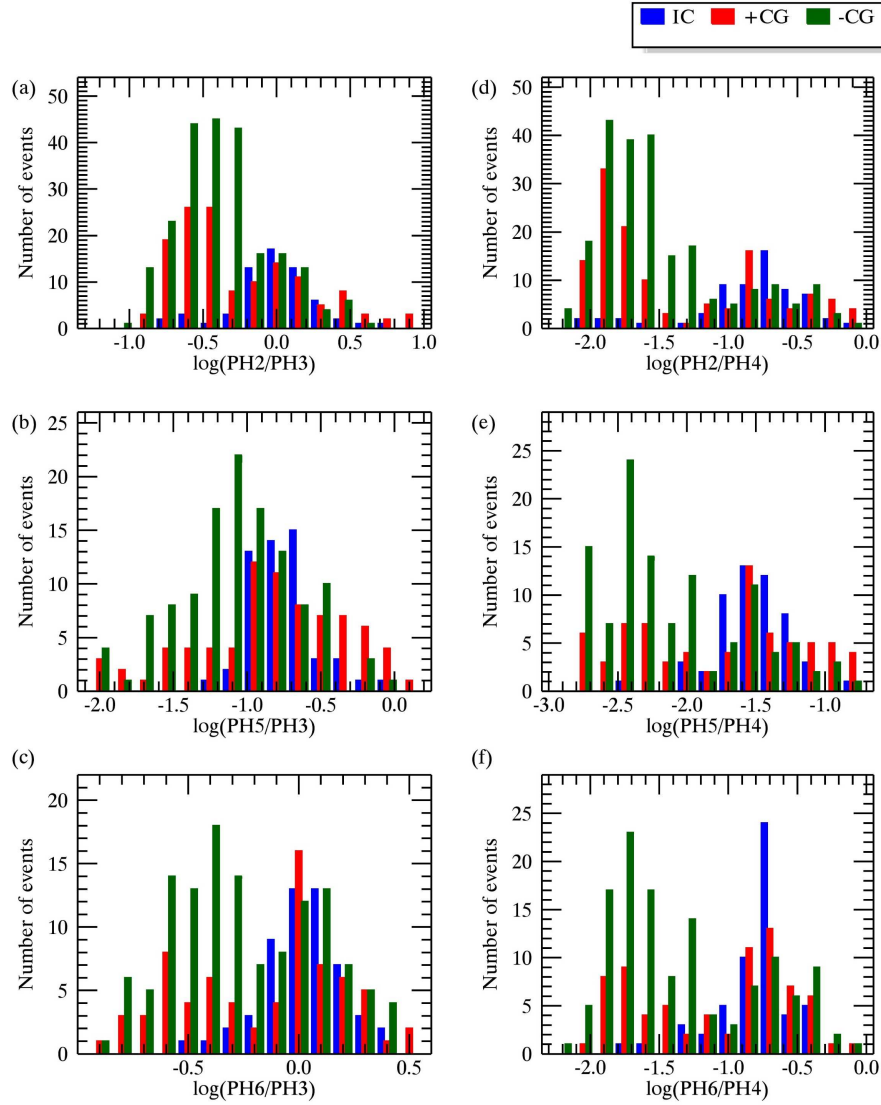 IC +CG -CG
(a)
Number of events
50
40
30
20
10
0
-1.0 -0.5 0.0 0.5 1.0
log(PH2/PH3)
(d)
Number of events
50
40
30
20
10
0
-2.0 -1.5 -1.0 -0.5 0.0
log(PH2/PH4)
(b)
Number of events
25
20
15
10
5
0
-2.0 -1.5 -1.0 -0.5 0.0
log(PH5/PH3)
(e)
Number of events
25
20
15
10
5
0
-3.0 -2.5 -2.0 -1.5 -1.0
log(PH5/PH4)
(c)
Number of events
20
15
10
5
0
-0.5 0.0 0.5
log(PH6/PH3)
(f)
Number of events
25
20
15
10
5
0
-2.0 -1.5 -1.0 -0.5 0.0
log(PH6/PH4)